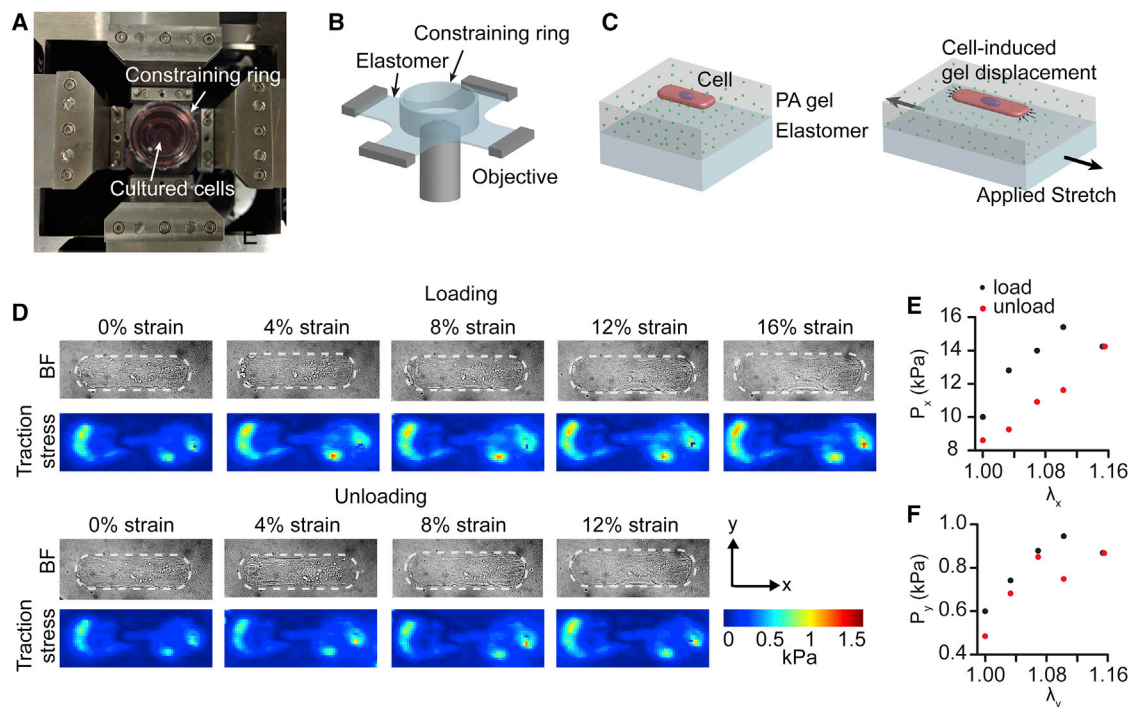 A
Constraining ring
Cultured cells
E
B
Constraining ring
Elastomer
Objective
C
Cell
PA gel
Elastomer
Cell-induced
gel displacement
Applied Stretch
D
Loading
0% strain 4% strain 8% strain 12% strain 16% strain
BF
Traction
stress
Unloading
0% strain 4% strain 8% strain 12% strain
BF
Traction
stress
y
x
0 0.5 1 1.5
kPa
E
load
unload
16
14
12
10
8
Px (kPa)
1.00 1.08 1.16
λx
F
1.0
0.8
0.6
0.4
Py (kPa)
1.00 1.08 1.16
λy